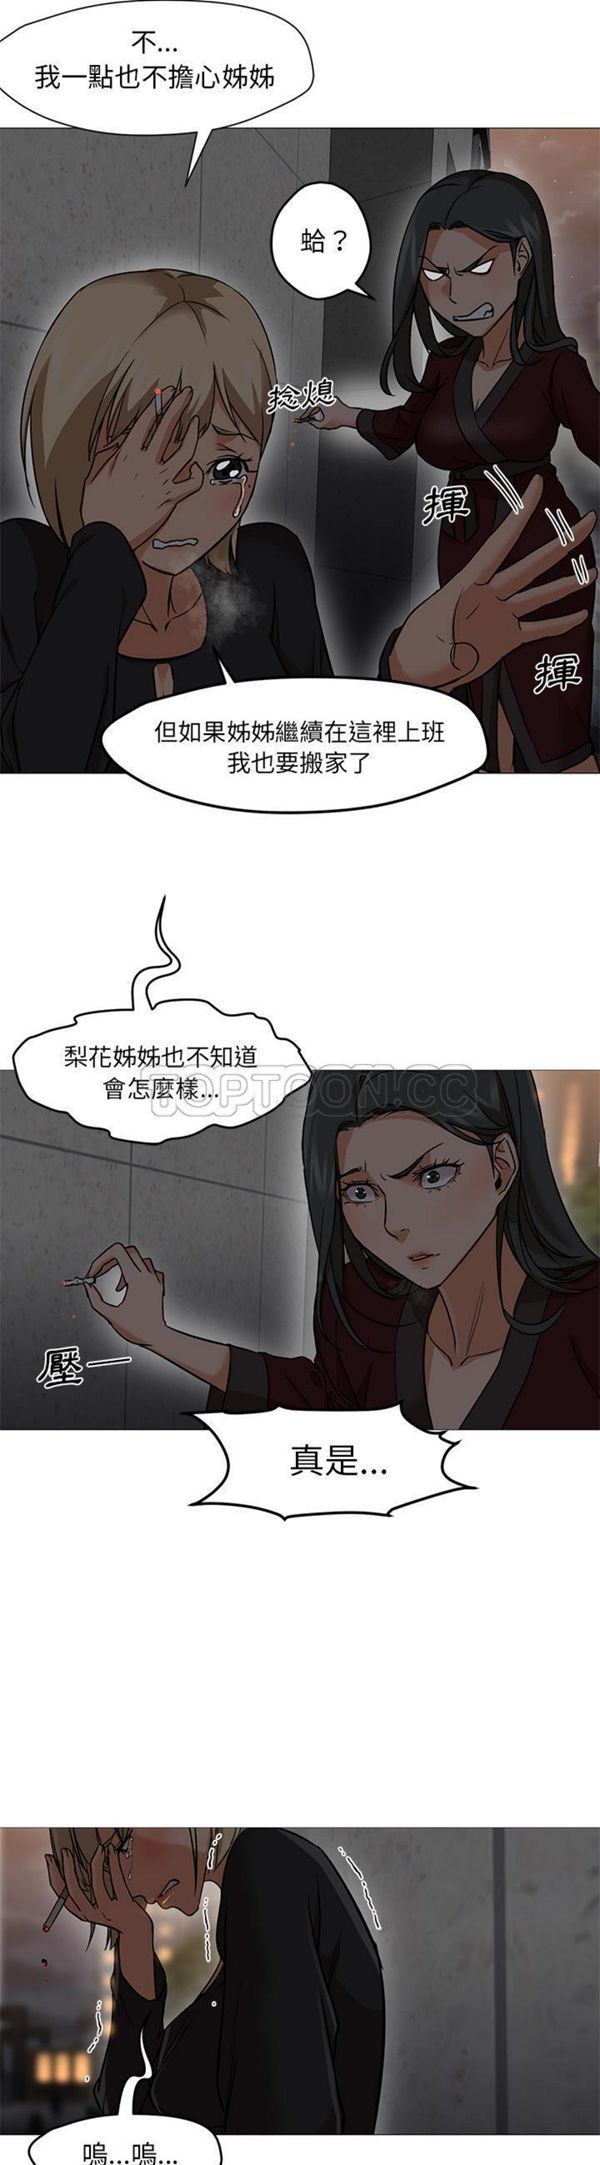 不...
我一點也不擔心姊姊
蛤？
捻熄
揮
揮
但如果姊姊繼續在這裡上班
我也要搬家了
梨花姊姊也不知道
會怎麼樣...
TOPTOON.CC
壓一
真是...
嗚...嗚...